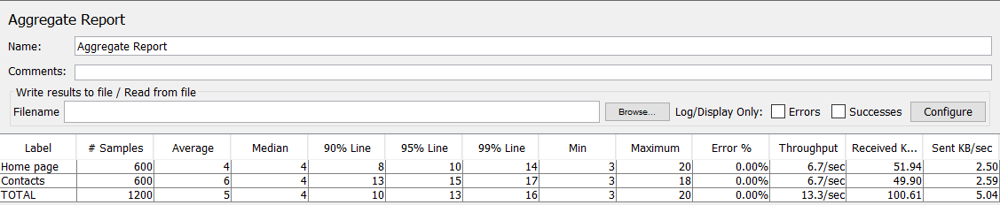 Aggregate Report
Name: Aggregate Report
Comments:
Write results to file / Read from file
Filename Browse... Log/Display Only: Errors Successes Configure
Label # Samples Average Median 90% Line 95% Line 99% Line Min Maximum Error % Throughput Received K... Sent KB/sec
Home page 600 4 4 8 10 14 3 20 0.00% 6.7/sec 51.94 2.50
Contacts 600 6 4 13 15 17 3 18 0.00% 6.7/sec 49.90 2.59
TOTAL 1200 5 4 10 13 16 3 20 0.00% 13.3/sec 100.61 5.04